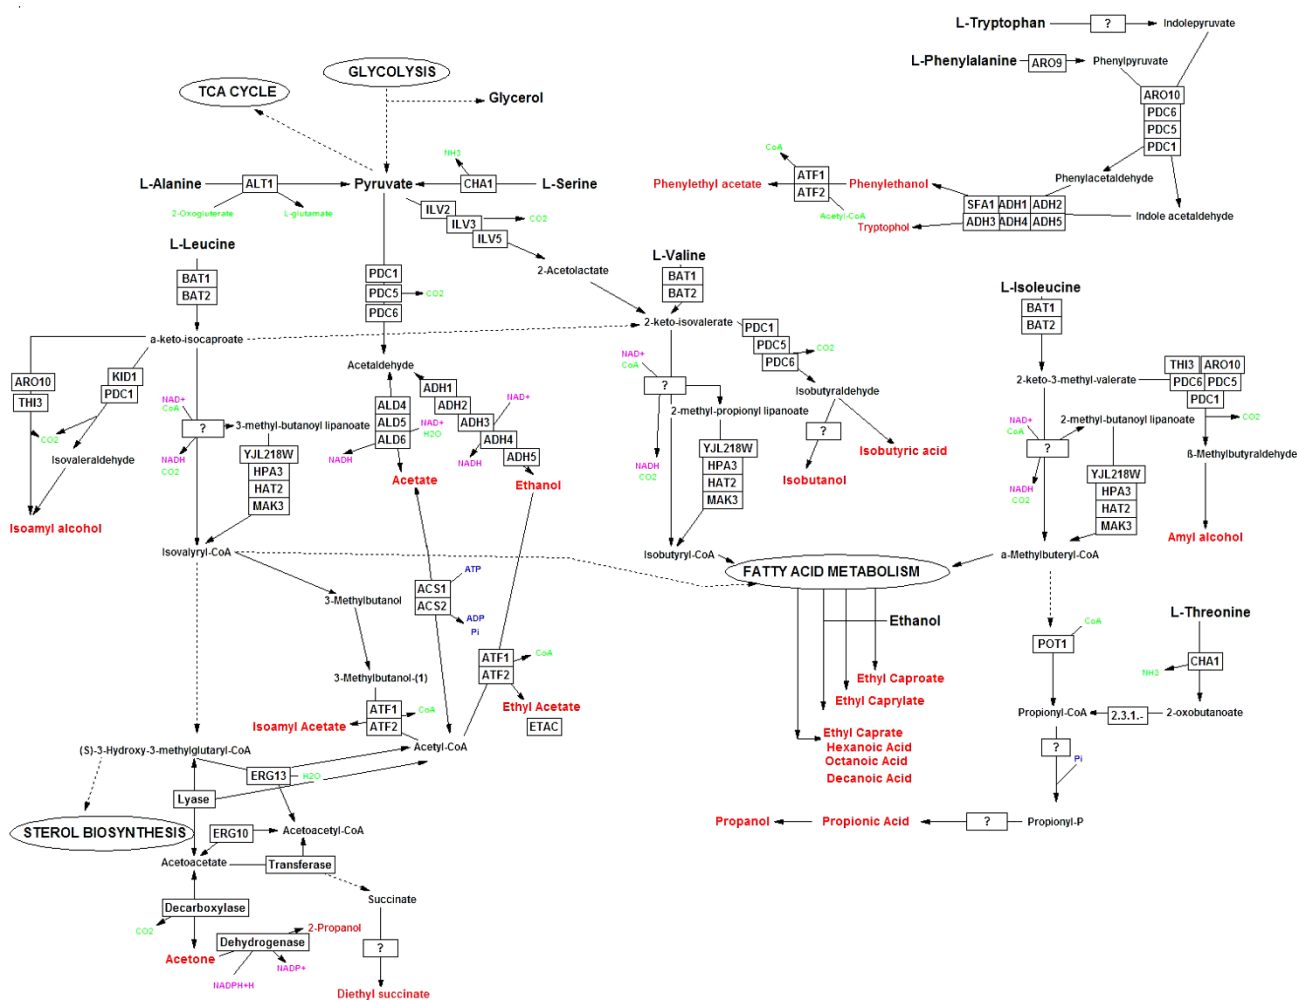 L-Tryptophan
?
Indolepyruvate
L-Phenylalanine
ARO9
Phenylpyruvate
GLYCOLYSIS
TCA CYCLE
Glycerol
ARO10
PDC6
PDC5
PDC1
NH3
CoA
L-Alanine
ALT1
Pyruvate
CHA1
L-Serine
2-Oxogluterate
L-glutamate
ATF1
ATF2
Acetyl-CoA
Phenylethyl acetate
Phenylethanol
Phenylacetaldehyde
SFA1
ADH1
ADH2
ADH3
ADH4
ADH5
Indole acetaldehyde
Tryptophol
ILV2
ILV3
ILV5
CO2
2-Acetolactate
L-Leucine
BAT1
BAT2
PDC1
PDC5
PDC6
CO2
L-Valine
BAT1
BAT2
L-Isoleucine
BAT1
BAT2
a-keto-isocaproate
2-keto-isovalerate
PDC1
PDC5
PDC6
CO2
Acetaldehyde
ARO10
THI3
CO2
KID1
PDC1
Isovaleraldehyde
Isoamyl alcohol
NAD+
CoA
?
NADH
CO2
3-methyl-butanoyl lipanoate
YJL218W
HPA3
HAT2
MAK3
Isovalyryl-CoA
ALD4
ALD5
ALD6
NAD+
H2O
NADH
Acetate
ADH1
ADH2
ADH3
ADH4
ADH5
NAD+
NADH
Ethanol
NAD+
CoA
?
NADH
CO2
2-methyl-propionyl lipanoate
YJL218W
HPA3
HAT2
MAK3
Isobutyryl-CoA
Isobutyraldehyde
?
Isobutanol
Isobutyric acid
2-keto-3-methyl-valerate
THI3
ARO10
PDC6
PDC5
PDC1
CO2
ß-Methylbutyraldehyde
Amyl alcohol
NAD+
CoA
?
NADH
CO2
2-methyl-butanoyl lipanoate
YJL218W
HPA3
HAT2
MAK3
a-Methylbuteryl-CoA
FATTY ACID METABOLISM
Ethanol
Ethyl Caproate
Ethyl Caprylate
Ethyl Caprate
Hexanoic Acid
Octanoic Acid
Decanoic Acid
3-Methylbutanol
3-Methylbutanol-(1)
ATF1
ATF2
CoA
Isoamyl Acetate
ACS1
ACS2
ATP
ADP
Pi
ATF1
ATF2
CoA
Ethyl Acetate
ETAC
Acetyl-CoA
L-Threonine
CHA1
NH3
2-oxobutanoate
2.3.1.-
POT1
CoA
Propionyl-CoA
?
Pi
Propionyl-P
?
Propionic Acid
Propanol
(S)-3-Hydroxy-3-methylglutaryl-CoA
ERG13
H2O
Lyase
STEROL BIOSYNTHESIS
ERG10
Acetoacetyl-CoA
Acetoacetate
Transferase
Succinate
Decarboxylase
CO2
Acetone
Dehydrogenase
2-Propanol
NADP+
NADPH+H
?
Diethyl succinate